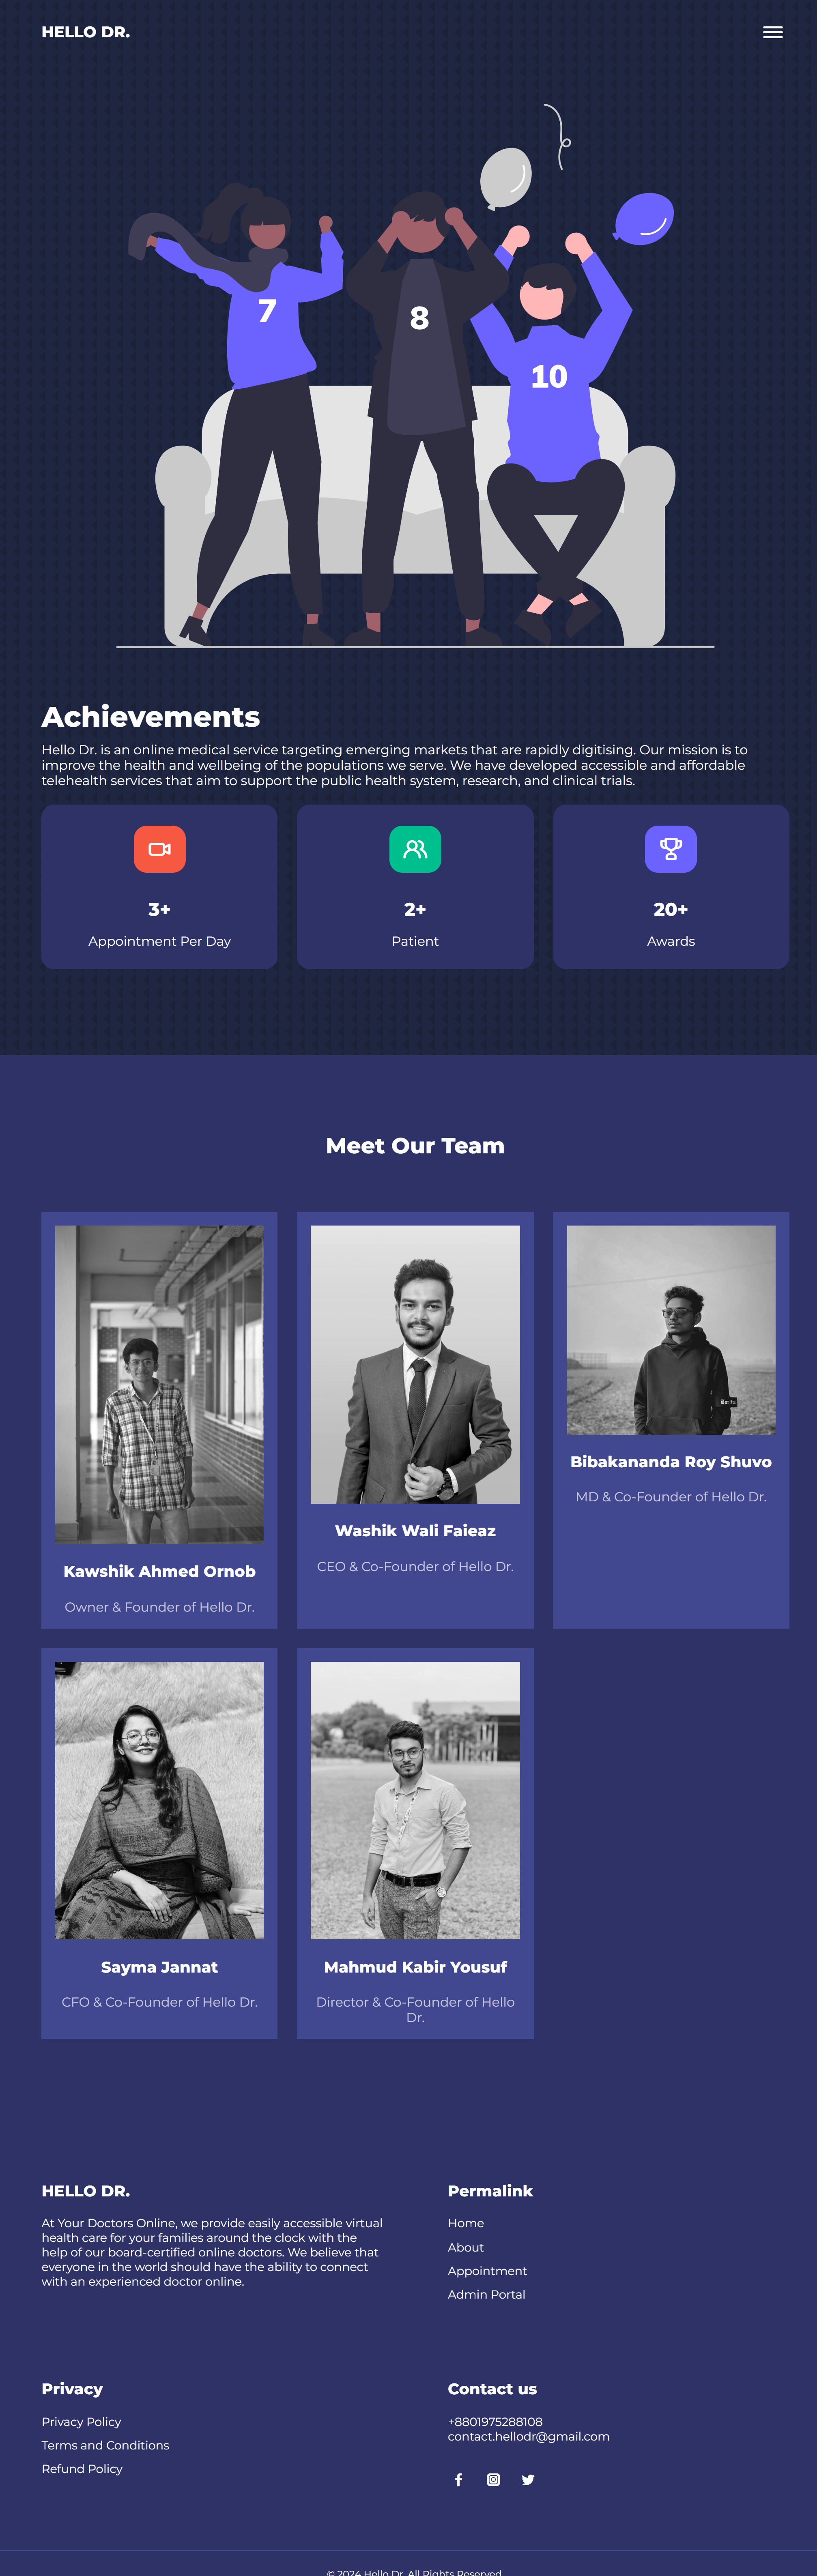 HELLO DR.
7
8
10
Achievements
Hello Dr. is an online medical service targeting emerging markets that are rapidly digitising. Our mission is to
improve the health and wellbeing of the populations we serve. We have developed accessible and affordable
telehealth services that aim to support the public health system, research, and clinical trials.
3+
Appointment Per Day
2+
Patient
20+
Awards
Meet Our Team
Kawshik Ahmed Ornob
Owner & Founder of Hello Dr.
Washik Wali Faieaz
CEO & Co-Founder of Hello Dr.
Bibakananda Roy Shuvo
MD & Co-Founder of Hello Dr.
Sayma Jannat
CFO & Co-Founder of Hello Dr.
Mahmud Kabir Yousuf
Director & Co-Founder of Hello
Dr.
HELLO DR.
At Your Doctors Online, we provide easily accessible virtual
health care for your families around the clock with the
help of our board-certified online doctors. We believe that
everyone in the world should have the ability to connect
with an experienced doctor online.
Permalink
Home
About
Appointment
Admin Portal
Privacy
Privacy Policy
Terms and Conditions
Refund Policy
Contact us
+8801975288108
contact.hellodr@gmail.com
© 2024 Hello Dr. All Rights Reserved